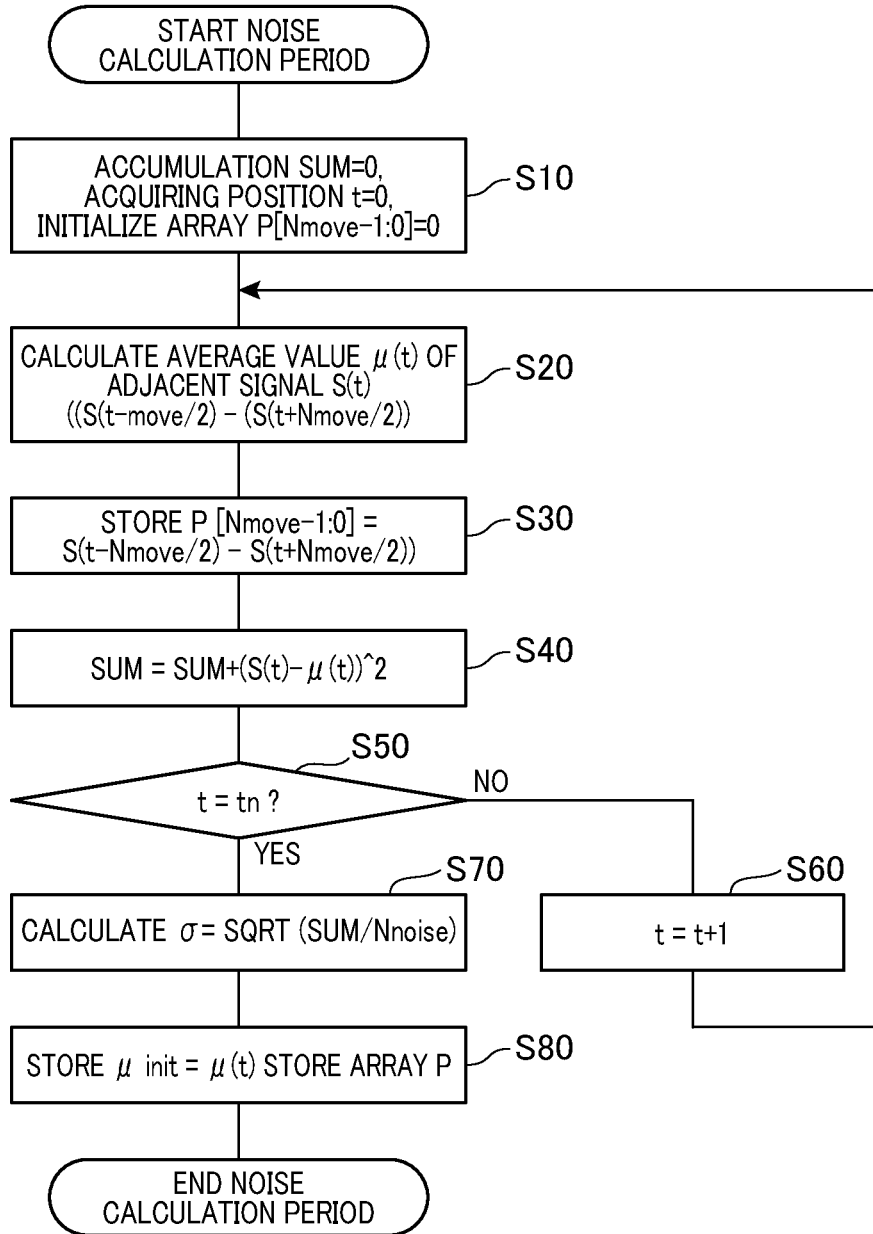 START NOISE
CALCULATION PERIOD
ACCUMULATION SUM=0,
ACQUIRING POSITION t=0,
INITIALIZE ARRAY P[Nmove-1:0]=0
S10
CALCULATE AVERAGE VALUE μ(t) OF
ADJACENT SIGNAL S(t)
((S(t-move/2) - (S(t+Nmove/2))
S20
STORE P [Nmove-1:0] =
S(t-Nmove/2) - S(t+Nmove/2))
S30
SUM = SUM+(S(t)-μ(t))^2
S40
S50
t = tn ?
NO
YES
S70
CALCULATE σ= SQRT (SUM/Nnoise)
S60
t = t+1
STORE μ init = μ(t) STORE ARRAY P
S80
END NOISE
CALCULATION PERIOD